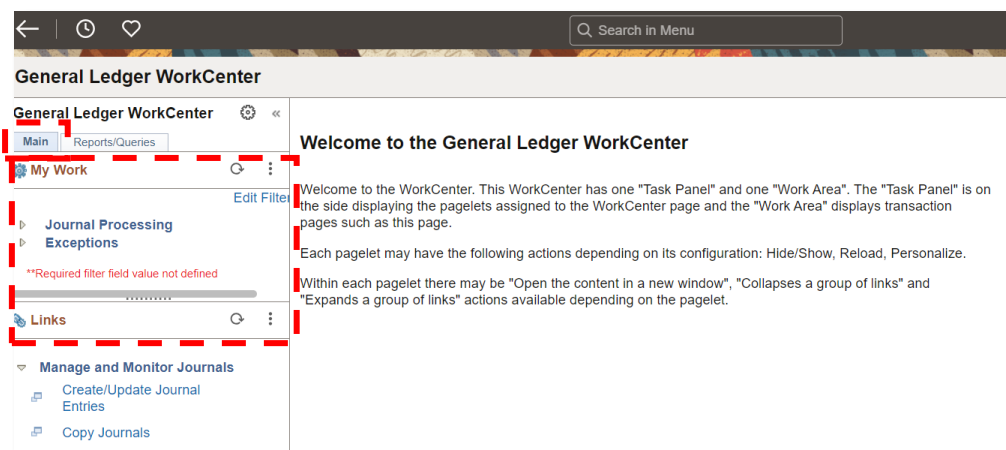 Search in Menu
General Ledger WorkCenter
General Ledger WorkCenter
Main
Reports/Queries
My Work
Edit Filter
Journal Processing
Exceptions
**Required filter field value not defined
Links
Manage and Monitor Journals
Create/Update Journal
Entries
Copy Journals
Welcome to the General Ledger WorkCenter
Welcome to the WorkCenter. This WorkCenter has one "Task Panel" and one "Work Area". The "Task Panel" is on
the side displaying the pagelets assigned to the WorkCenter page and the "Work Area" displays transaction
pages such as this page.
Each pagelet may have the following actions depending on its configuration: Hide/Show, Reload, Personalize.
Within each pagelet there may be "Open the content in a new window", "Collapses a group of links" and
"Expands a group of links" actions available depending on the pagelet.